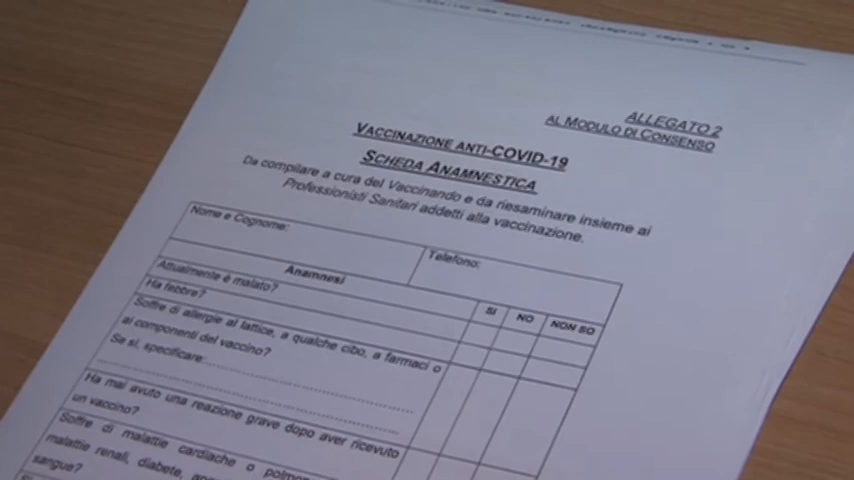 ALLEGATO 2
AL MODULO DI CONSENSO
VACCINAZIONE ANTI-COVID-19
SCHEDA ANAMNESTICA
Da compilare a cura del Vaccinando e da riesaminare insieme ai
Professionisti Sanitari addetti alla vaccinazione.
Nome e Cognome:
Telefono:
Anamnesi
SI NO NON SO
Attualmente è malato?
Ha febbre?
Soffre di allergie al lattice, a qualche cibo, a farmaci o
ai componenti del vaccino?
Se sì, specificare:
Ha mai avuto una reazione grave dopo aver ricevuto
un vaccino?
Soffre di malattie cardiache o
malattie renali, diabete,
sangue?